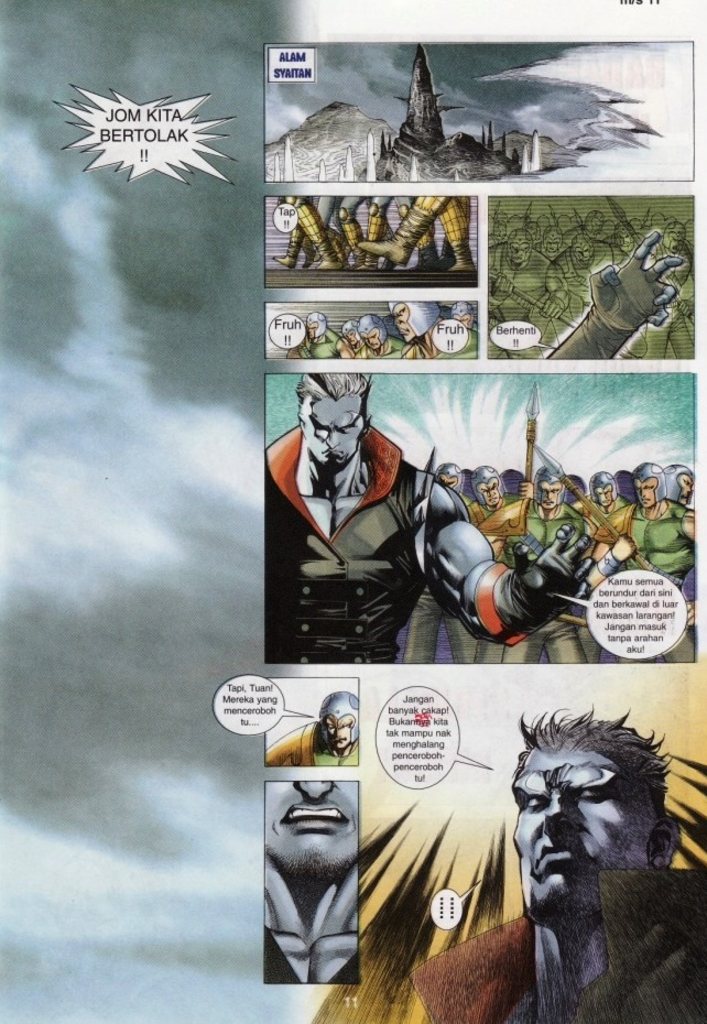 m/s 11
ALAM
SYAITAN
JOM KITA
BERTOLAK
!!
Tap
!!
Fruh
!!
Fruh
!!
Berhenti
!!
Kamu semua
berundur dari sini
dan berkawal di luar
kawasan larangan!
Jangan masuk
tanpa arahan
aku!
Tapi, Tuan!
Mereka yang
menceroboh
tu....
Jangan
banyak cakap!
kita
tak mampu nak
menghalang
penceroboh-
penceroboh
tu!
11